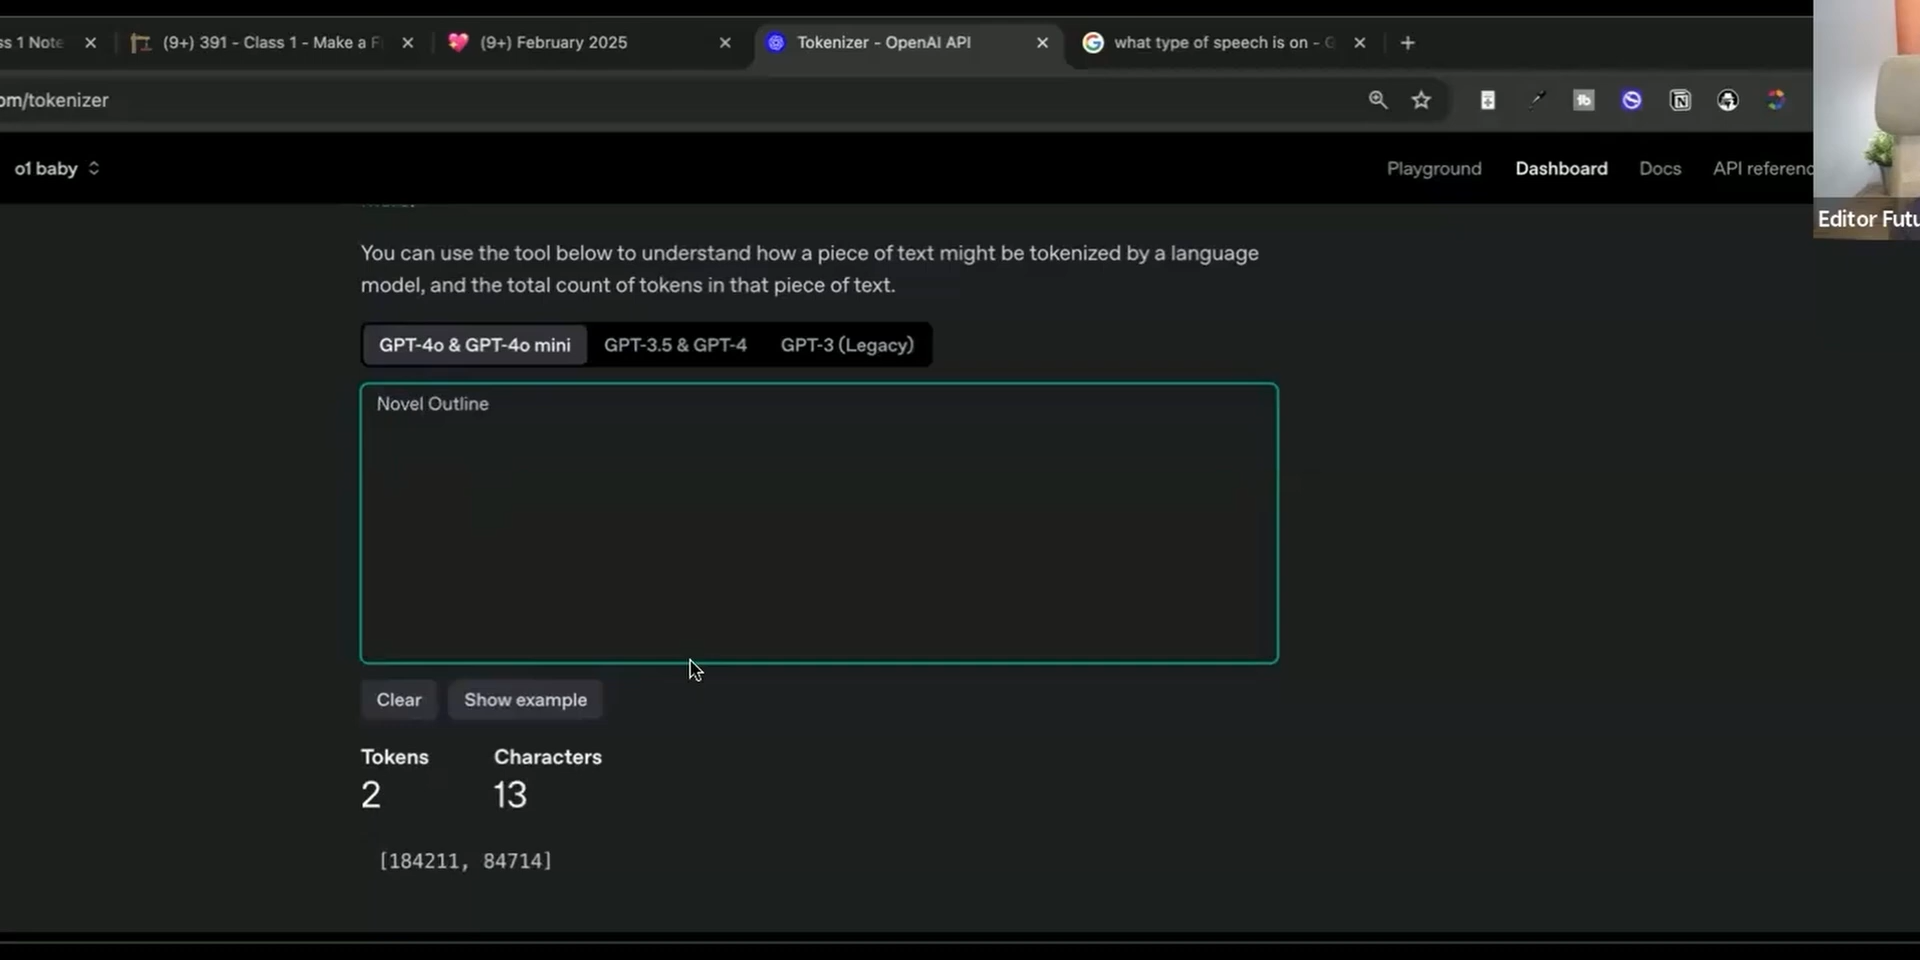 ss 1 Note
(9+) 391 - Class 1 - Make a F
(9+) February 2025
Tokenizer - OpenAI API
what type of speech is on - G
om/tokenizer
o1 baby
Playground
Dashboard
Docs
API referenc
Editor Futu
You can use the tool below to understand how a piece of text might be tokenized by a language
model, and the total count of tokens in that piece of text.
GPT-4o & GPT-4o mini
GPT-3.5 & GPT-4
GPT-3 (Legacy)
Novel Outline
Clear
Show example
Tokens
Characters
2
13
[184211, 84714]